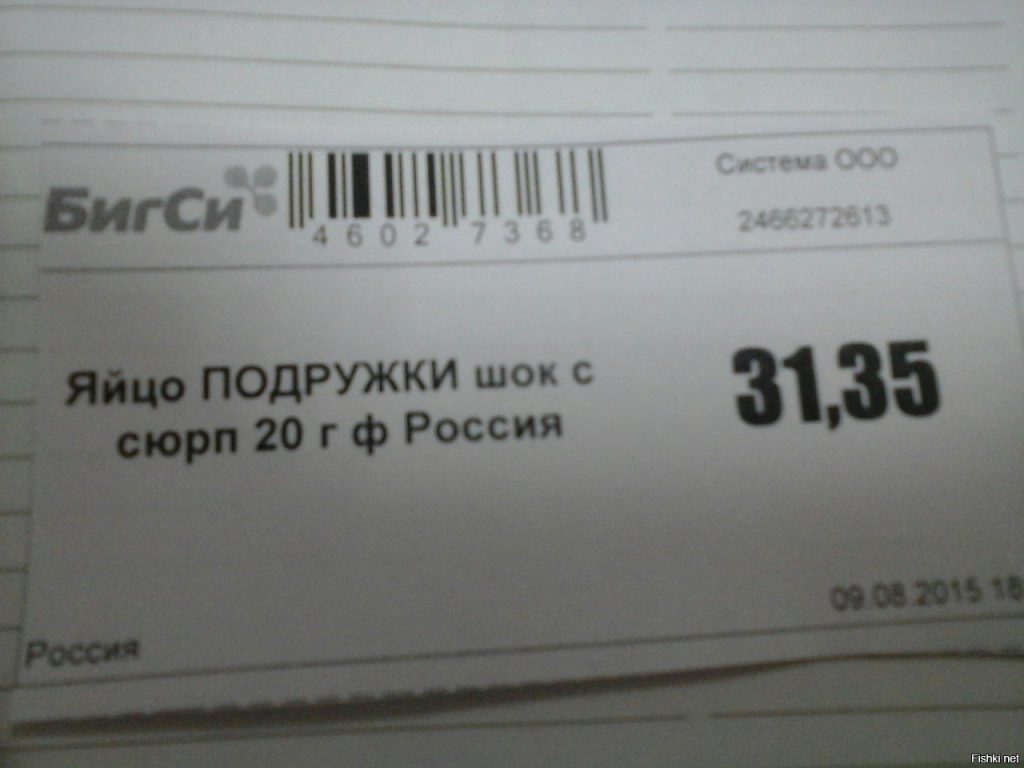 БигСи
4602 7368
Система ООО
2466272613
Яйцо ПОДРУЖКИ шок с
сюрп 20 г ф Россия
31,35
09.08.2015 18
Россия
Fishki.net